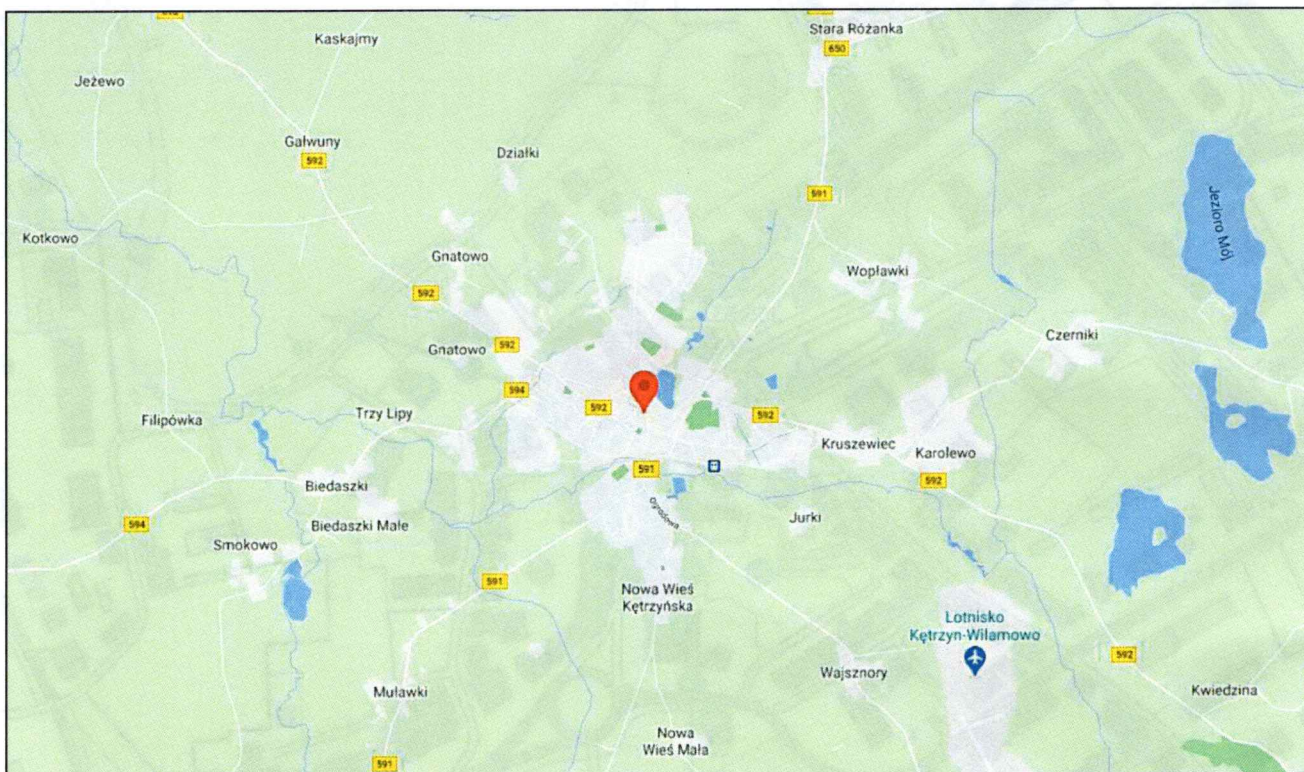 592
Kaskajmy
Stara Różanka
650
Jeżewo
Gałwuny
592
Działki
591
Jezioro Mój
Kotkowo
Gnatowo
Wopławki
592
Czerniki
592
Gnatowo
594
592
592
Filipówka
Trzy Lipy
Kruszewiec
Karolewo
591
592
Biedaszki
Ogrodowa
Jurki
594
Biedaszki Małe
Smokowo
591
Nowa Wieś
Kętrzyńska
Lotnisko
Kętrzyn-Wilamowo
592
Wajsznory
Muławki
Kwiedzina
Nowa
Wieś Mała
591